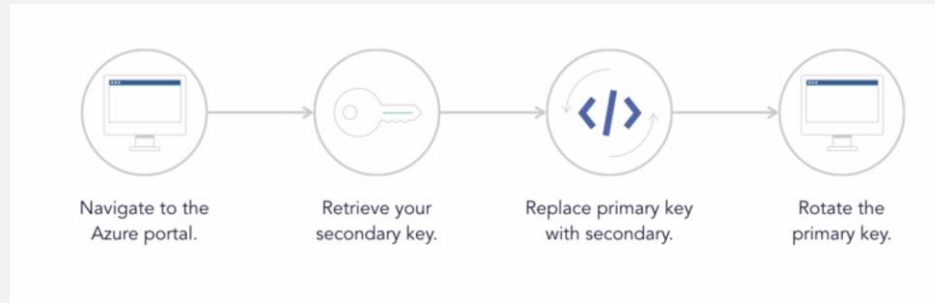 Navigate to the
Azure portal.
Retrieve your
secondary key.
Replace primary key
with secondary.
Rotate the
primary key.